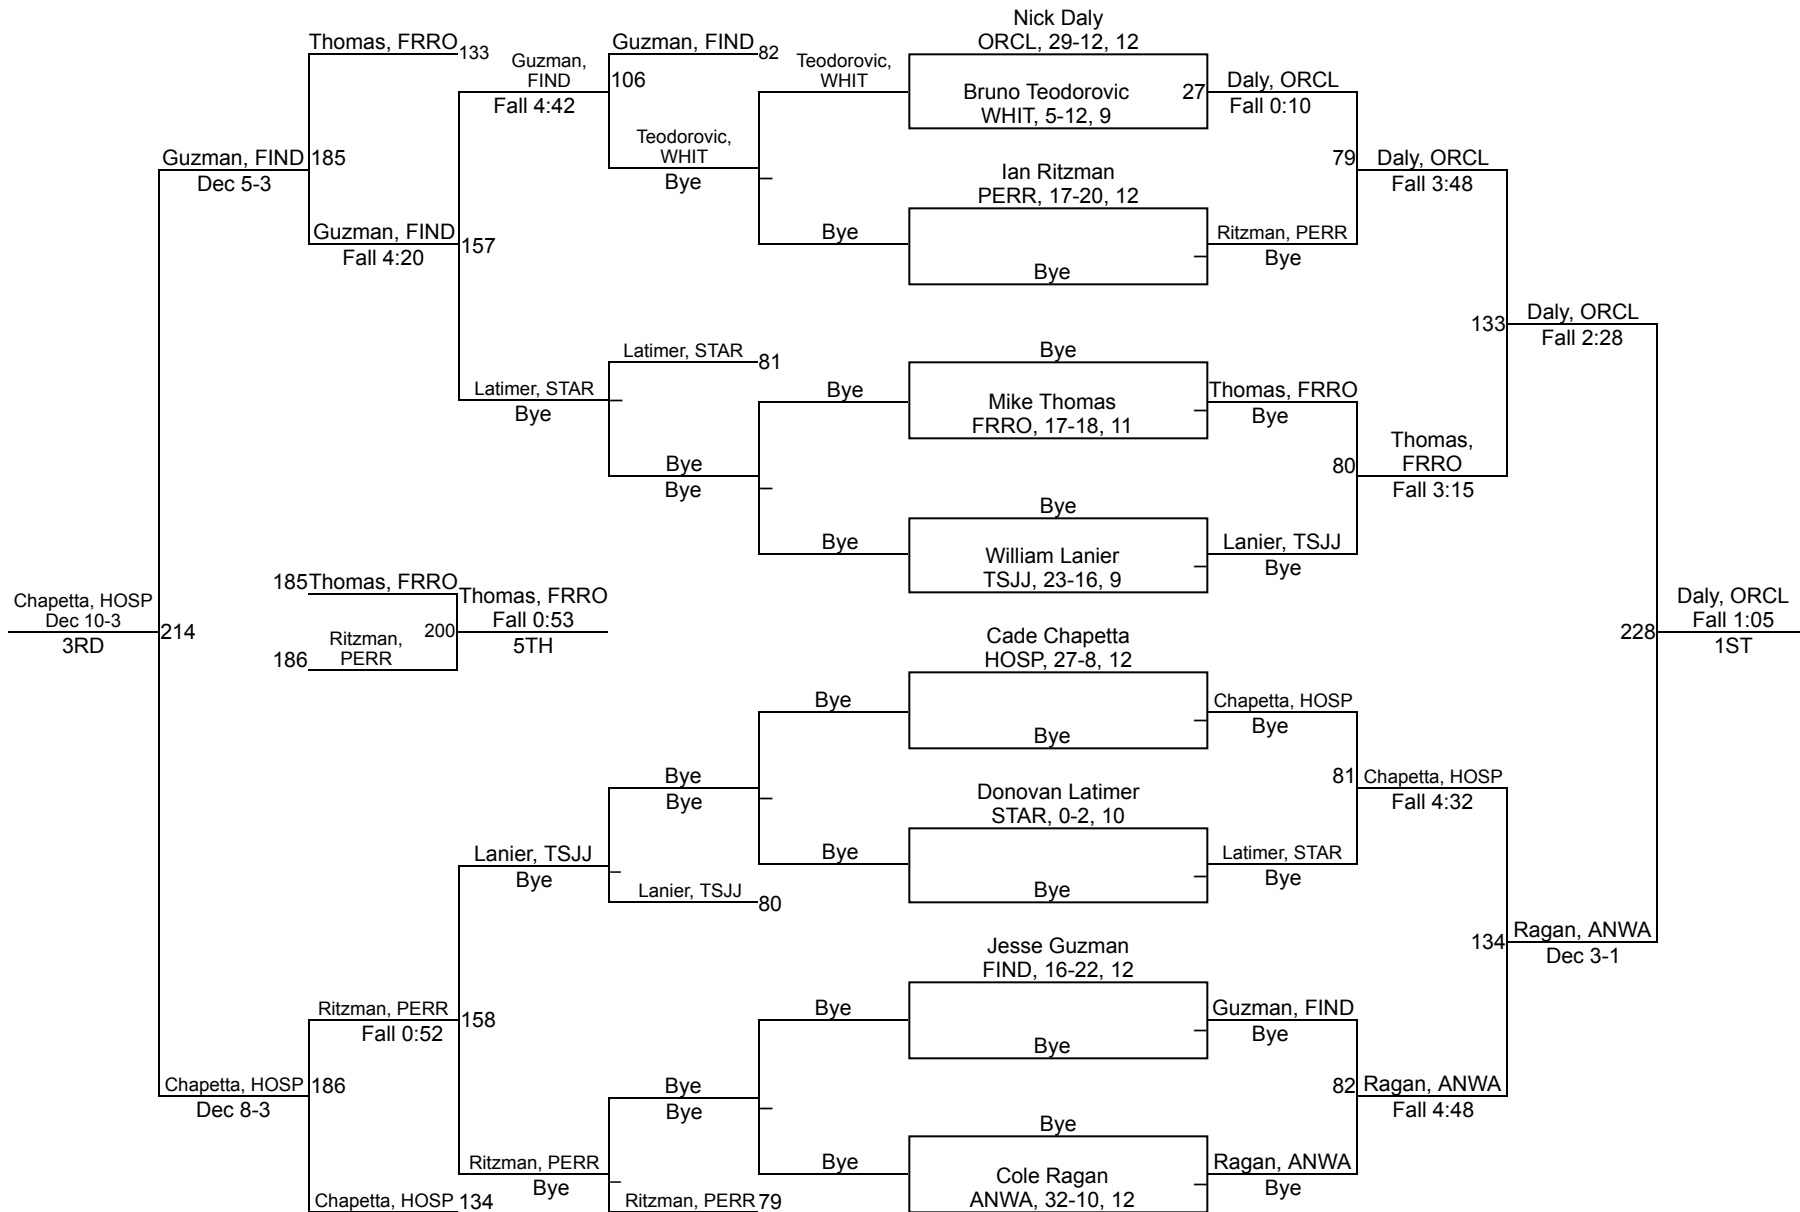 Nick Daly
ORCL, 29-12, 12
Bruno Teodorovic
WHIT, 5-12, 9
27
Ian Ritzman
PERR, 17-20, 12
Bye
Bye
Mike Thomas
FRRO, 17-18, 11
Bye
William Lanier
TSJJ, 23-16, 9
Cade Chapetta
HOSP, 27-8, 12
Bye
Donovan Latimer
STAR, 0-2, 10
Bye
Jesse Guzman
FIND, 16-22, 12
Bye
Bye
Cole Ragan
ANWA, 32-10, 12
Daly, ORCL
Fall 0:10
79
Ritzman, PERR
Bye
Thomas, FRRO
Bye
80
Lanier, TSJJ
Bye
Chapetta, HOSP
Bye
81
Latimer, STAR
Bye
Guzman, FIND
Bye
82
Ragan, ANWA
Bye
Daly, ORCL
Fall 3:48
133
Thomas,
FRRO
Fall 3:15
Chapetta, HOSP
Fall 4:32
134
Ragan, ANWA
Fall 4:48
Daly, ORCL
Fall 2:28
228
Ragan, ANWA
Dec 3-1
Daly, ORCL
Fall 1:05
1ST
Teodorovic,
WHIT
Bye
Bye
Bye
Bye
Bye
Bye
Bye
Guzman, FIND
82
106
Teodorovic,
WHIT
Bye
Latimer, STAR
81
Bye
Bye
Bye
Bye
Lanier, TSJJ
80
Bye
Bye
Ritzman, PERR
79
Guzman,
FIND
Fall 4:42
157
Latimer, STAR
Bye
Lanier, TSJJ
Bye
158
Ritzman, PERR
Bye
Thomas, FRRO
133
185
Guzman, FIND
Fall 4:20
Ritzman, PERR
Fall 0:52
186
Chapetta, HOSP
134
Guzman, FIND
Dec 5-3
214
Chapetta, HOSP
Dec 8-3
Chapetta, HOSP
Dec 10-3
3RD
185
Thomas, FRRO
200
186
Ritzman,
PERR
Thomas, FRRO
Fall 0:53
5TH